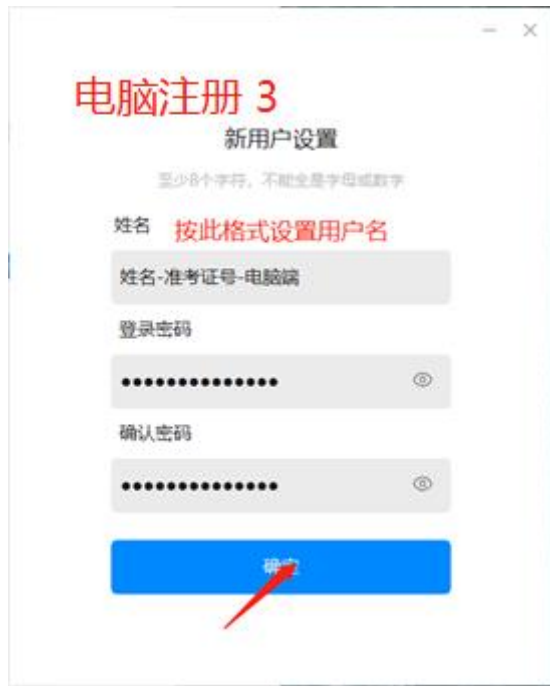 电脑注册 3
新用户设置
至少8个字符，不能全是字母或数字
姓名 按此格式设置用户名
姓名-准考证号-电脑端
登录密码
••••••••••••••
确认密码
••••••••••••••
确定